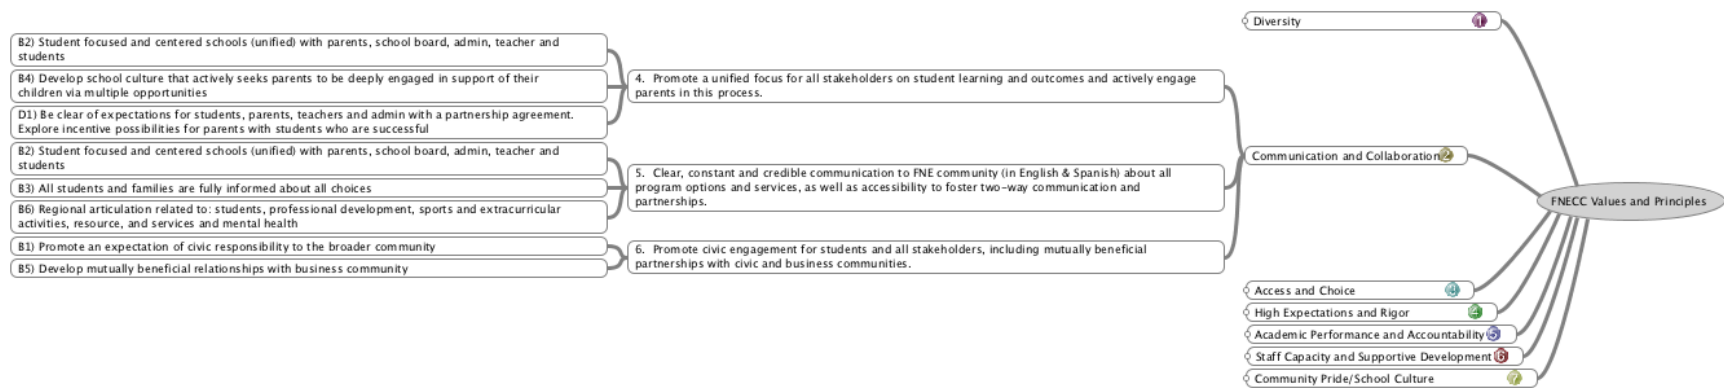 Diversity 1
B2) Student focused and centered schools (unified) with parents, school board, admin, teacher and
students
B4) Develop school culture that actively seeks parents to be deeply engaged in support of their
children via multiple opportunities
D1) Be clear of expectations for students, parents, teachers and admin with a partnership agreement.
Explore incentive possibilities for parents with students who are successful
4. Promote a unified focus for all stakeholders on student learning and outcomes and actively engage
parents in this process.
B2) Student focused and centered schools (unified) with parents, school board, admin, teacher and
students
B3) All students and families are fully informed about all choices
B6) Regional articulation related to: students, professional development, sports and extracurricular
activities, resource, and services and mental health
5. Clear, constant and credible communication to FNE community (in English & Spanish) about all
program options and services, as well as accessibility to foster two-way communication and
partnerships.
B1) Promote an expectation of civic responsibility to the broader community
B5) Develop mutually beneficial relationships with business community
6. Promote civic engagement for students and all stakeholders, including mutually beneficial
partnerships with civic and business communities.
Communication and Collaboration 2
FNECC Values and Principles
Access and Choice
High Expectations and Rigor 4
Academic Performance and Accountability 5
Staff Capacity and Supportive Development 6
Community Pride/School Culture 7